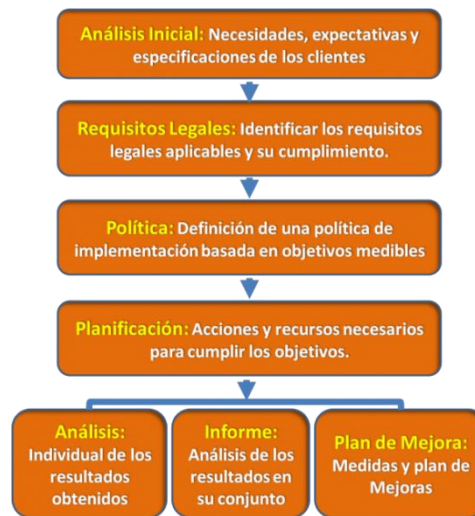 Análisis Inicial: Necesidades, expectativas y
especificaciones de los clientes
Requisitos Legales: Identificar los requisitos
legales aplicables y su cumplimiento.
Política: Definición de una política de
implementación basada en objetivos medibles
Planificación: Acciones y recursos necesarios
para cumplir los objetivos.
Análisis:
Individual de los
resultados
obtenidos
Informe:
Análisis de los
resultados en
su conjunto
Plan de Mejora:
Medidas y plan de
Mejoras